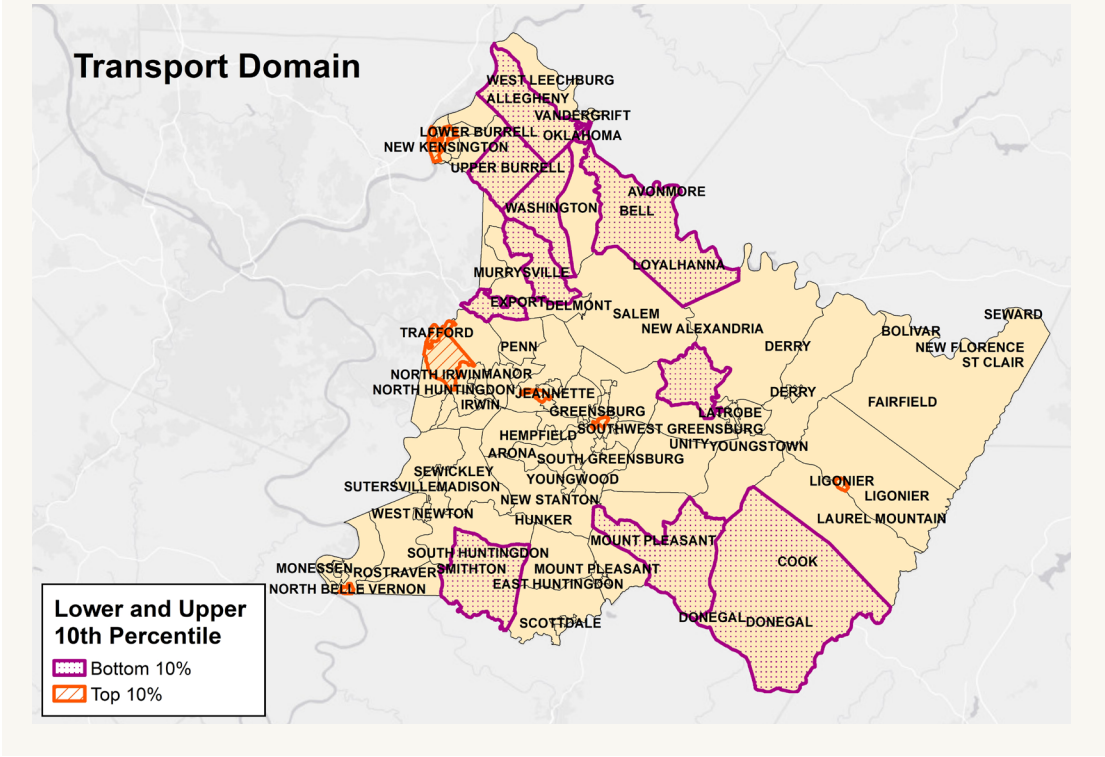 Transport Domain
WEST LEECHBURG
ALLEGHENY
VANDERGRIFT
LOWER BURRELL
OKLAHOMA
NEW KENSINGTON
UPPER BURRELL
AVONMORE
WASHINGTON
BELL
LOYALHANNA
MURRYSVILLE
EXPORT
DELMONT
SALEM
SEWARD
NEW ALEXANDRIA
BOLIVAR
TRAFFORD
PENN
DERRY
NEW FLORENCE
ST CLAIR
NORTH IRWIN
MANOR
NORTH HUNTINGDON
JEANNETTE
DERRY
IRWIN
FAIRFIELD
GREENSBURG
LATROBE
SOUTHWEST GREENSBURG
HEMPFIELD
UNITY
YOUNGSTOWN
ARONA
SOUTH GREENSBURG
SEWICKLEY
YOUNGWOOD
LIGONIER
SUTERSVILLE
MADISON
LIGONIER
NEW STANTON
WEST NEWTON
HUNKER
LAUREL MOUNTAIN
MOUNT PLEASANT
SOUTH HUNTINGDON
COOK
MONESSEN
ROSTRAVER
SMITHTON
MOUNT PLEASANT
EAST HUNTINGDON
NORTH BELLE VERNON
SCOTTDALE
DONEGAL
DONEGAL
Lower and Upper
10th Percentile
Bottom 10%
Top 10%